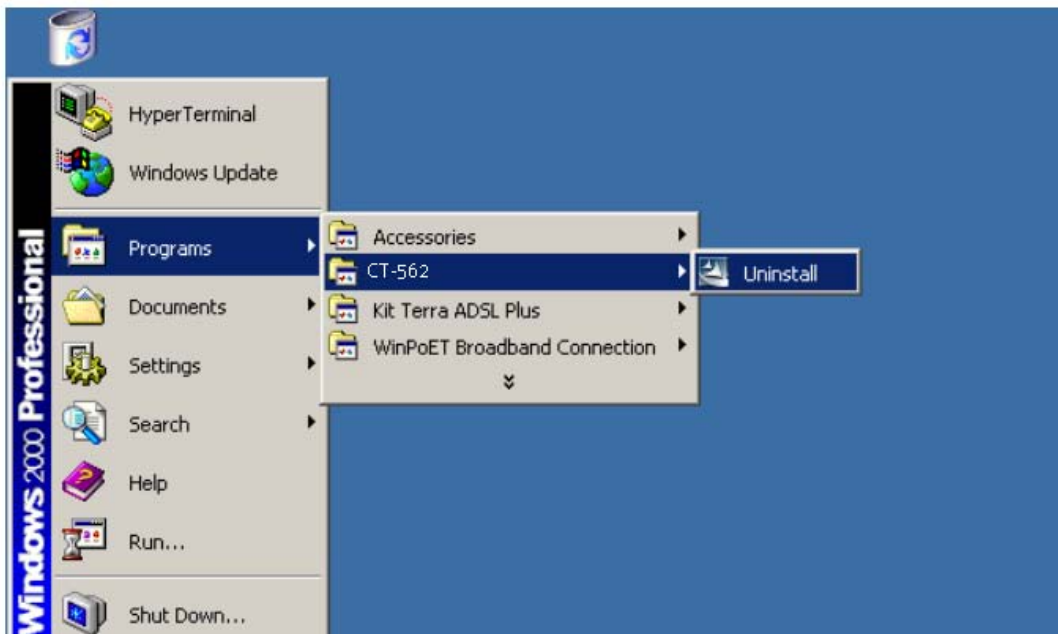 HyperTerminal
Windows Update
Programs
Documents
Settings
Search
Help
Run...
Shut Down...
Accessories
CT-562
Kit Terra ADSL Plus
WinPoET Broadband Connection
Uninstall
Windows 2000 Professional